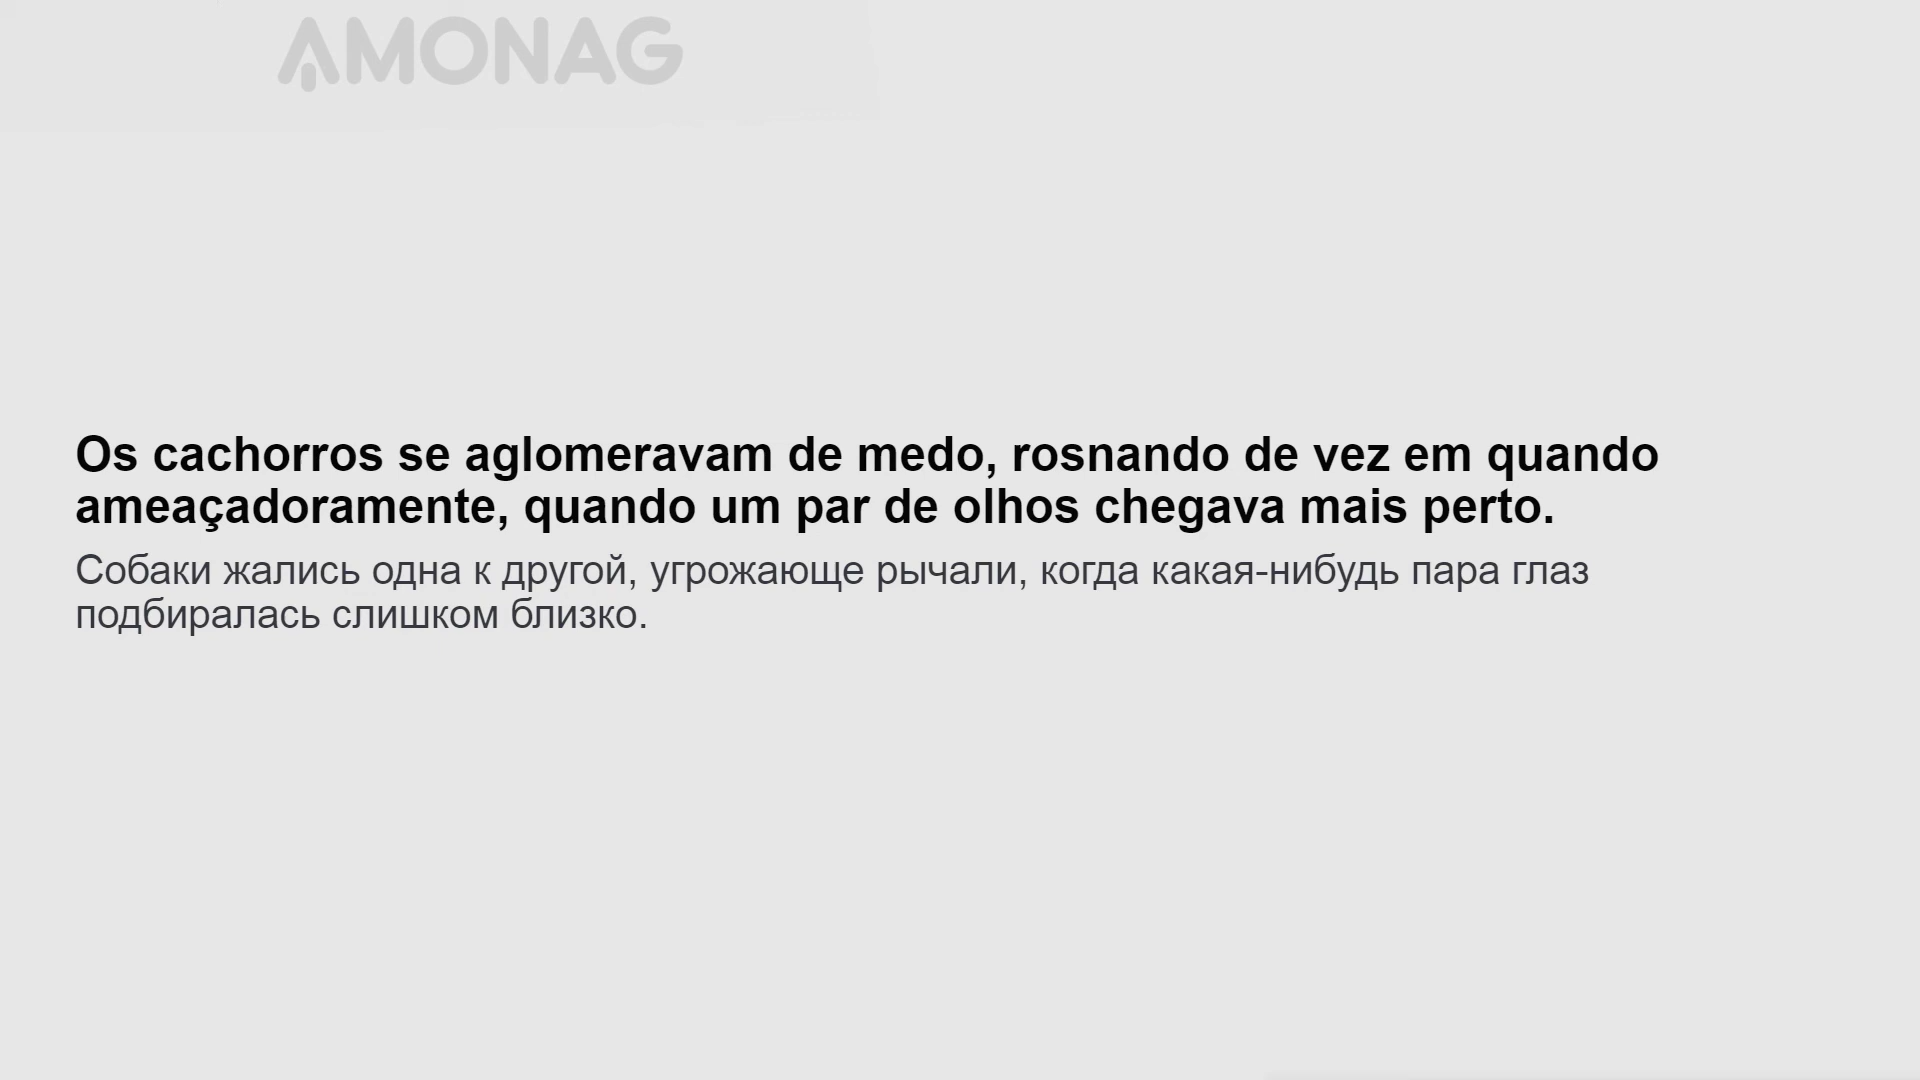 AMONAG
Os cachorros se aglomeravam de medo, rosnando de vez em quando
ameaçadoramente, quando um par de olhos chegava mais perto.
Собаки жались одна к другой, угрожающе рычали, когда какая-нибудь пара глаз
подбиралась слишком близко.